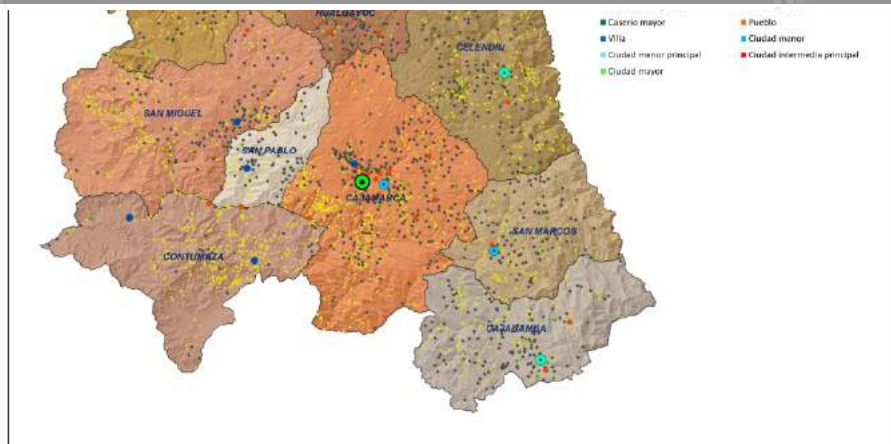 HUALGAYOC
CELENDIN
SAN MIGUEL
SAN PABLO
CAJAMARCA
SAN MARCOS
CONTUMAZA
CAJABAMBA
Caserio mayor
Pueblo
Villa
Ciudad menor
Ciudad menor principal
Ciudad intermedia principal
Ciudad mayor